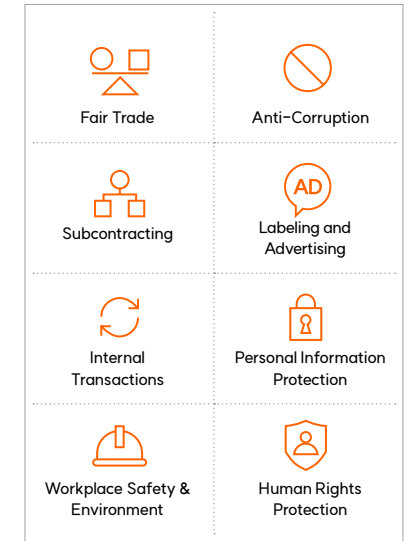 Fair Trade
Anti-Corruption
Subcontracting
AD
Labeling and
Advertising
Internal
Transactions
Personal Information
Protection
Workplace Safety &
Environment
Human Rights
Protection